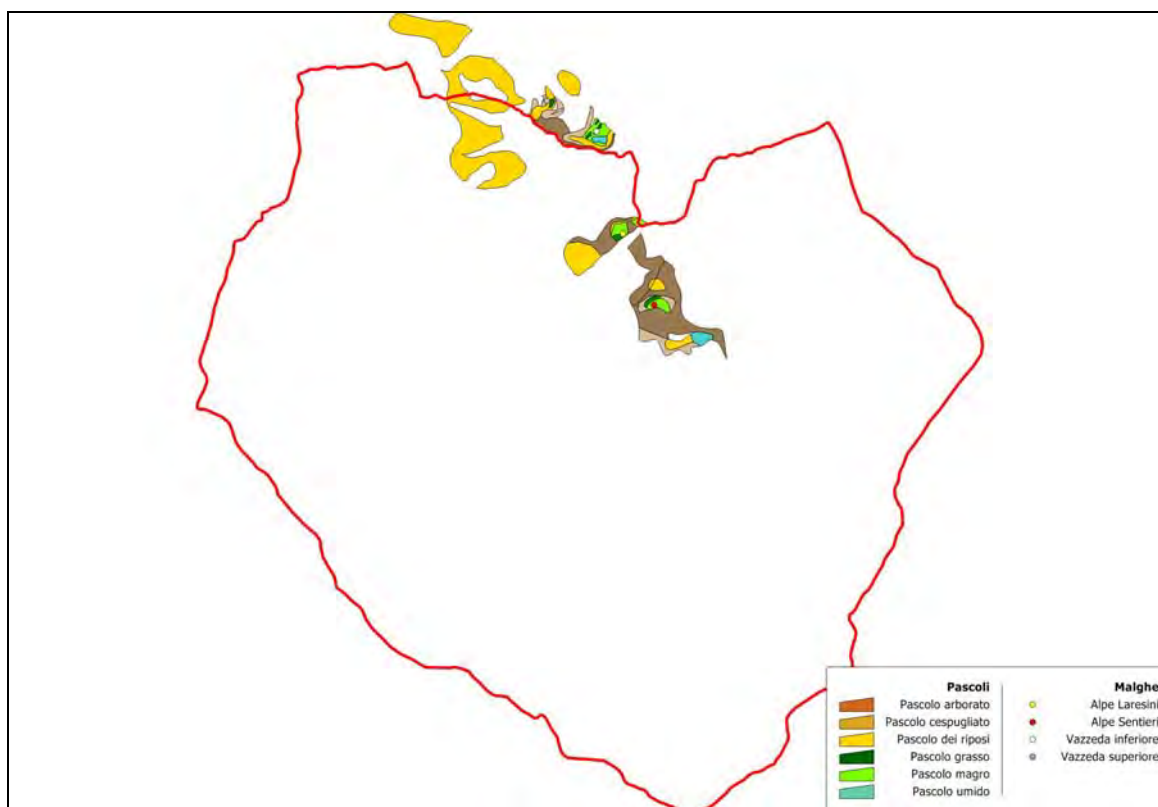 Pascoli
Pascolo arborato
Pascolo cespugliato
Pascolo dei riposi
Pascolo grasso
Pascolo magro
Pascolo umido
Malghe
Alpe Laresini
Alpe Sentieri
Vazzeda inferiore
Vazzeda superiore